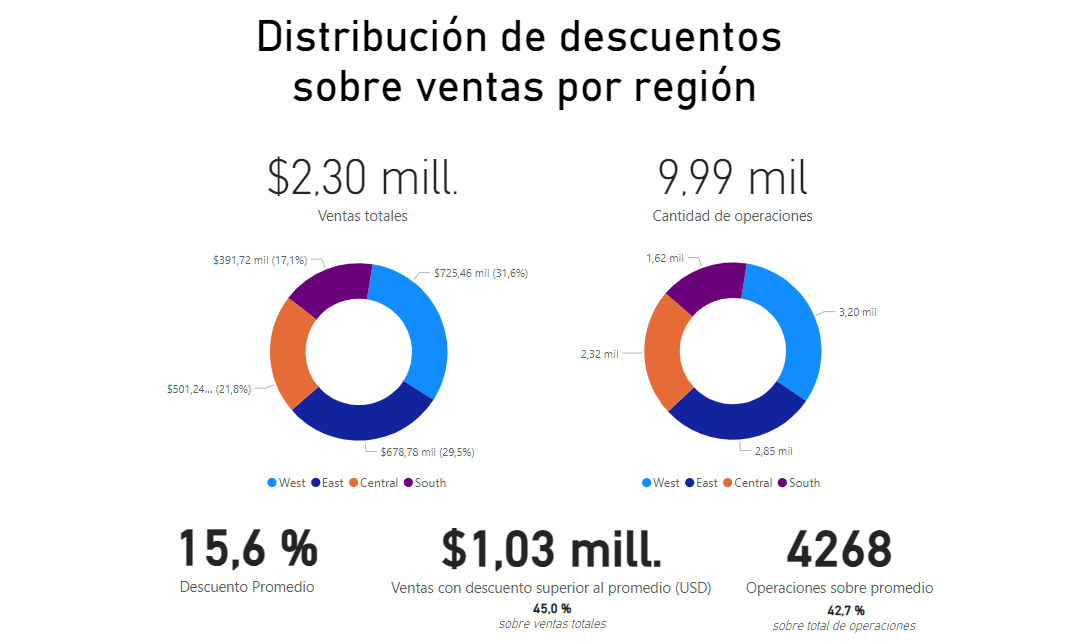 Distribución de descuentos
sobre ventas por región
$2,30 mill.
Ventas totales
9,99 mil
Cantidad de operaciones
$391,72 mil (17,1%)
$725,46 mil (31,6%)
$501,24... (21,8%)
$678,78 mil (29,5%)
West East Central South
1,62 mil
3,20 mil
2,32 mil
2,85 mil
West East Central South
15,6 %
Descuento Promedio
$1,03 mill.
Ventas con descuento superior al promedio (USD)
45,0 %
sobre ventas totales
4268
Operaciones sobre promedio
42,7 %
sobre total de operaciones